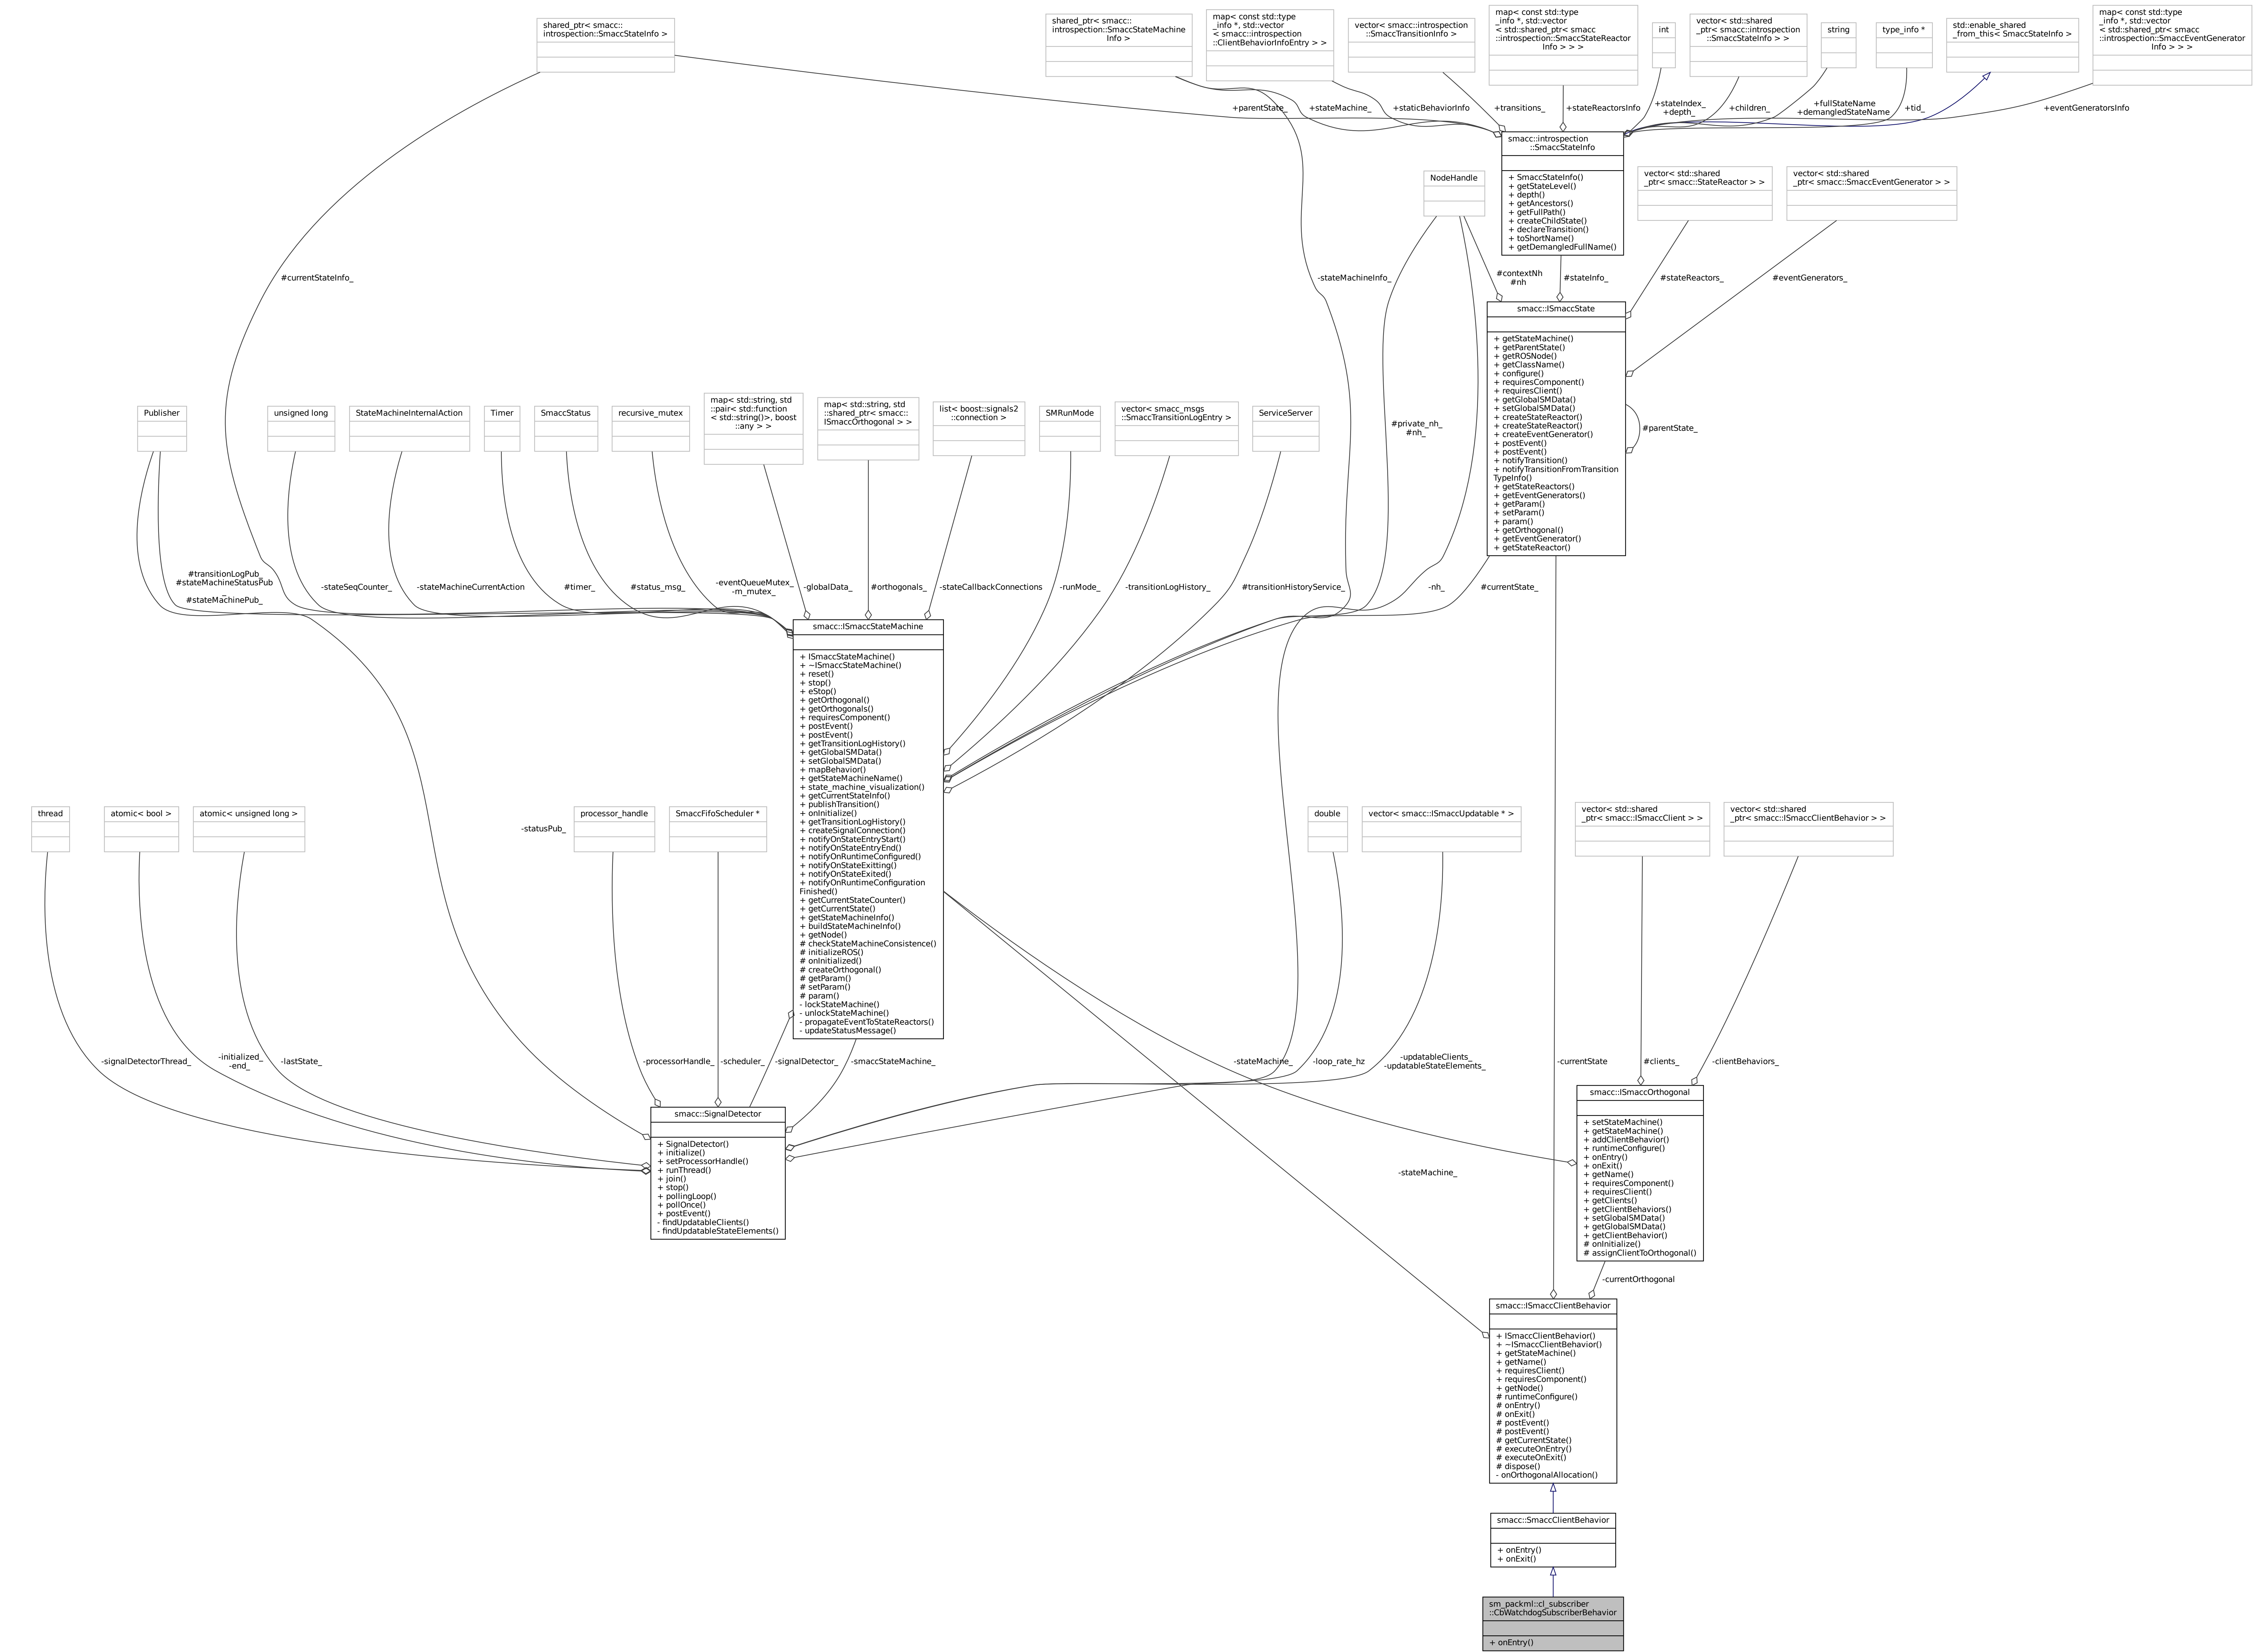 shared_ptr< smacc::
introspection::SmaccStateInfo >
shared_ptr< smacc::
introspection::SmaccStateMachine
Info >
map< const std::type
_info *, std::vector
< smacc::introspection
::ClientBehaviorInfoEntry > >
vector< smacc::introspection
::SmaccTransitionInfo >
map< const std::type
_info *, std::vector
< std::shared_ptr< smacc
::introspection::SmaccStateReactor
Info > > >
int
vector< std::shared
_ptr< smacc::introspection
::SmaccStateInfo > >
string
type_info *
std::enable_shared
_from_this< SmaccStateInfo >
map< const std::type
_info *, std::vector
< std::shared_ptr< smacc
::introspection::SmaccEventGenerator
Info > > >
+parentState_
+stateMachine_
+staticBehaviorInfo
+transitions_
+stateReactorsInfo
+stateIndex_
+depth_
+children_
+fullStateName
+demangledStateName
+tid_
+eventGeneratorsInfo
smacc::introspection
::SmaccStateInfo
+ SmaccStateInfo()
+ getStateLevel()
+ depth()
+ getAncestors()
+ getFullPath()
+ createChildState()
+ declareTransition()
+ toShortName()
+ getDemangledFullName()
NodeHandle
vector< std::shared
_ptr< smacc::StateReactor > >
vector< std::shared
_ptr< smacc::SmaccEventGenerator > >
#currentStateInfo_
-stateMachineInfo_
#contextNh
#nh
#stateInfo_
#stateReactors_
#eventGenerators_
smacc::ISmaccState
+ getStateMachine()
+ getParentState()
+ getROSNode()
+ getClassName()
+ configure()
+ requiresComponent()
+ requiresClient()
+ getGlobalSMData()
+ setGlobalSMData()
+ createStateReactor()
+ createStateReactor()
+ createEventGenerator()
+ postEvent()
+ postEvent()
+ notifyTransition()
+ notifyTransitionFromTransition
TypeInfo()
+ getStateReactors()
+ getEventGenerators()
+ getParam()
+ setParam()
+ param()
+ getOrthogonal()
+ getEventGenerator()
+ getStateReactor()
#parentState_
Publisher
unsigned long
StateMachineInternalAction
Timer
SmaccStatus
recursive_mutex
map< std::string, std
::pair< std::function
< std::string()>, boost
::any > >
map< std::string, std
::shared_ptr< smacc::
ISmaccOrthogonal > >
list< boost::signals2
::connection >
SMRunMode
vector< smacc_msgs
::SmaccTransitionLogEntry >
ServiceServer
#private_nh_
#nh_
#transitionLogPub_
#stateMachineStatusPub
_
#stateMachinePub_
-stateSeqCounter_
-stateMachineCurrentAction
#timer_
#status_msg_
-eventQueueMutex_
-m_mutex_
-globalData_
#orthogonals_
-stateCallbackConnections
-runMode_
-transitionLogHistory_
#transitionHistoryService_
-nh_
#currentState_
smacc::ISmaccStateMachine
+ ISmaccStateMachine()
+ ~ISmaccStateMachine()
+ reset()
+ stop()
+ eStop()
+ getOrthogonal()
+ getOrthogonals()
+ requiresComponent()
+ postEvent()
+ postEvent()
+ getTransitionLogHistory()
+ getGlobalSMData()
+ setGlobalSMData()
+ mapBehavior()
+ getStateMachineName()
+ state_machine_visualization()
+ getCurrentStateInfo()
+ publishTransition()
+ onInitialize()
+ getTransitionLogHistory()
+ createSignalConnection()
+ notifyOnStateEntryStart()
+ notifyOnStateEntryEnd()
+ notifyOnRuntimeConfigured()
+ notifyOnStateExitting()
+ notifyOnStateExited()
+ notifyOnRuntimeConfiguration
Finished()
+ getCurrentStateCounter()
+ getCurrentState()
+ getStateMachineInfo()
+ buildStateMachineInfo()
+ getNode()
# checkStateMachineConsistence()
# initializeROS()
# onInitialized()
# createOrthogonal()
# getParam()
# setParam()
# param()
- lockStateMachine()
- unlockStateMachine()
- propagateEventToStateReactors()
- updateStatusMessage()
thread
atomic< bool >
atomic< unsigned long >
-statusPub_
processor_handle
SmaccFifoScheduler *
double
vector< smacc::ISmaccUpdatable * >
vector< std::shared
_ptr< smacc::ISmaccClient > >
vector< std::shared
_ptr< smacc::ISmaccClientBehavior > >
-signalDetectorThread_
-initialized_
-end_
-lastState_
-processorHandle_
-scheduler_
-signalDetector_
-smaccStateMachine_
-stateMachine_
-loop_rate_hz
-updatableClients_
-updatableStateElements_
-currentState
#clients_
-clientBehaviors_
smacc::SignalDetector
+ SignalDetector()
+ initialize()
+ setProcessorHandle()
+ runThread()
+ join()
+ stop()
+ pollingLoop()
+ pollOnce()
+ postEvent()
- findUpdatableClients()
- findUpdatableStateElements()
smacc::ISmaccOrthogonal
+ setStateMachine()
+ getStateMachine()
+ addClientBehavior()
+ runtimeConfigure()
+ onEntry()
+ onExit()
+ getName()
+ requiresComponent()
+ requiresClient()
+ getClients()
+ getClientBehaviors()
+ setGlobalSMData()
+ getGlobalSMData()
+ getClientBehavior()
# onInitialize()
# assignClientToOrthogonal()
-stateMachine_
-currentOrthogonal
smacc::ISmaccClientBehavior
+ ISmaccClientBehavior()
+ ~ISmaccClientBehavior()
+ getStateMachine()
+ getName()
+ requiresClient()
+ requiresComponent()
+ getNode()
# runtimeConfigure()
# onEntry()
# onExit()
# postEvent()
# postEvent()
# getCurrentState()
# executeOnEntry()
# executeOnExit()
# dispose()
- onOrthogonalAllocation()
smacc::SmaccClientBehavior
+ onEntry()
+ onExit()
sm_packml::cl_subscriber
::CbWatchdogSubscriberBehavior
+ onEntry()